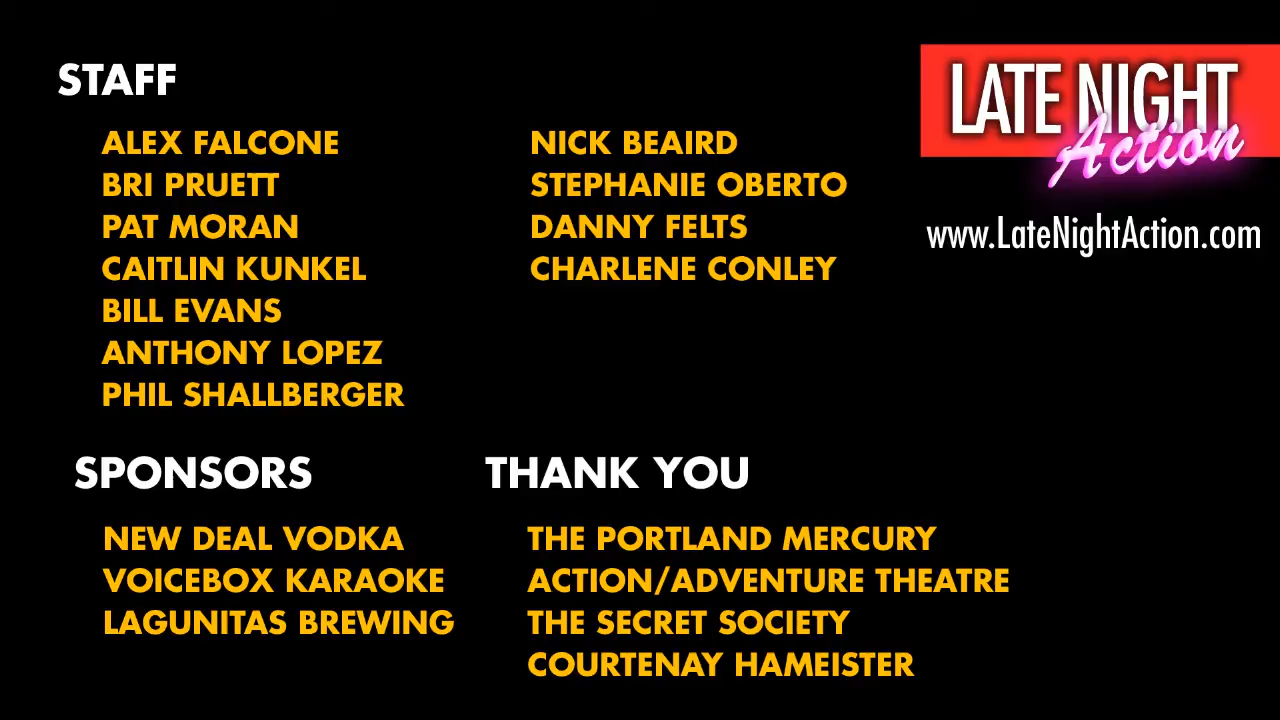 STAFF
ALEX FALCONE
BRI PRUETT
PAT MORAN
CAITLIN KUNKEL
BILL EVANS
ANTHONY LOPEZ
PHIL SHALLBERGER
NICK BEAIRD
STEPHANIE OBERTO
DANNY FELTS
CHARLENE CONLEY
LATE NIGHT
Action
www.LateNightAction.com
SPONSORS
NEW DEAL VODKA
VOICEBOX KARAOKE
LAGUNITAS BREWING
THANK YOU
THE PORTLAND MERCURY
ACTION/ADVENTURE THEATRE
THE SECRET SOCIETY
COURTENAY HAMEISTER